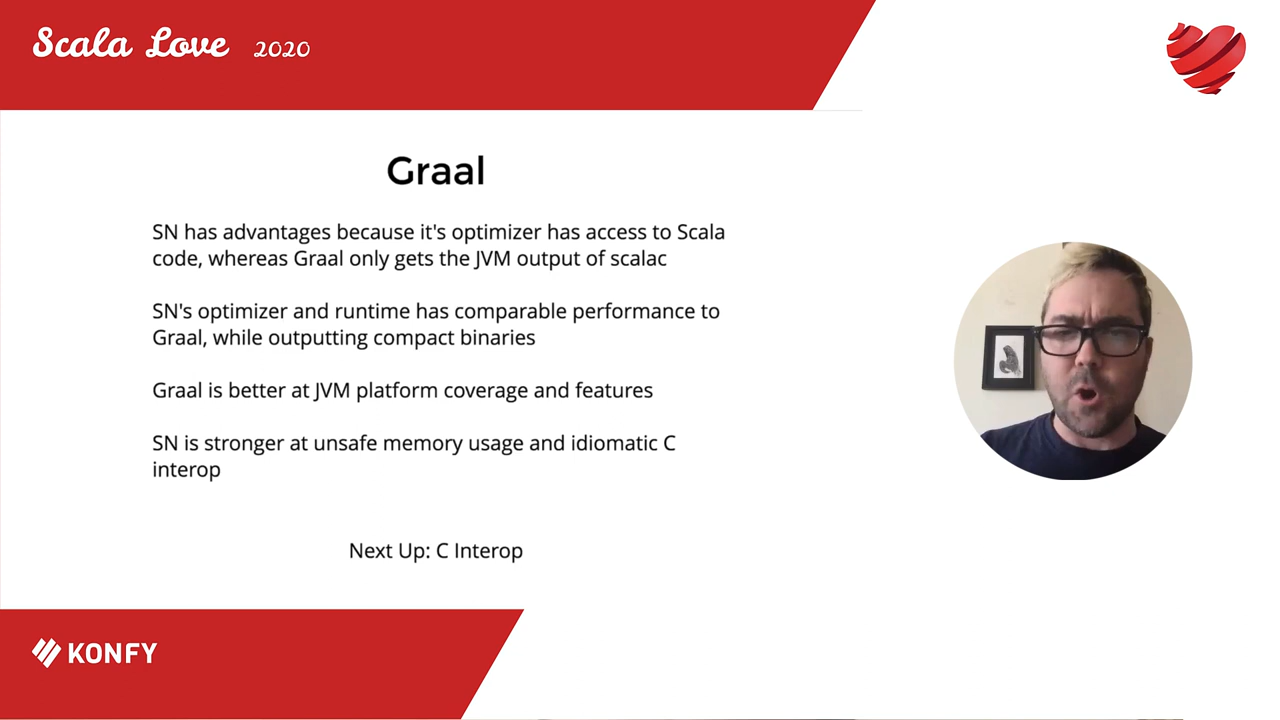 Scala Love 2020
Graal
SN has advantages because it's optimizer has access to Scala
code, whereas Graal only gets the JVM output of scalac
SN's optimizer and runtime has comparable performance to
Graal, while outputting compact binaries
Graal is better at JVM platform coverage and features
SN is stronger at unsafe memory usage and idiomatic C
interop
Next Up: C Interop
KONFY